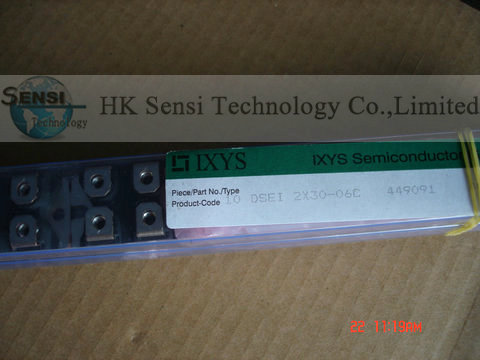 SENSI
Technology
HK Sensi Technology Co.,Limited
IXYS
IXYS Semiconductor
Piece/Part No./Type
Product-Code
10 DSEI 2X30-06C 449091
22 11:18AM